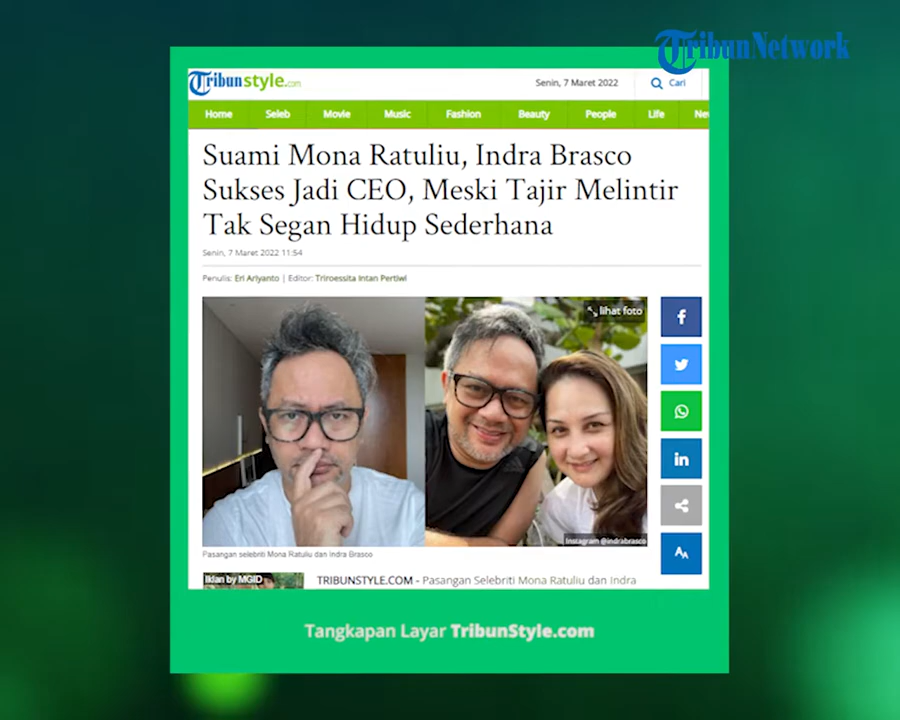 TribunNetwork
Tribunstyle.com
Senin, 7 Maret 2022
Cari
Home Seleb Movie Music Fashion Beauty People Life
Suami Mona Ratuliu, Indra Brasco
Sukses Jadi CEO, Meski Tajir Melintir
Tak Segan Hidup Sederhana
Senin, 7 Maret 2022 11:54
Penulis: Eri Ariyanto | Editor: Triroessita Intan Pertiwi
lihat foto
Instagram @indrabrasco
Pasangan selebriti Mona Ratuliu dan Indra Brasco
Iklan by MGID
TRIBUNSTYLE.COM - Pasangan Selebriti Mona Ratuliu dan Indra
Tangkapan Layar TribunStyle.com